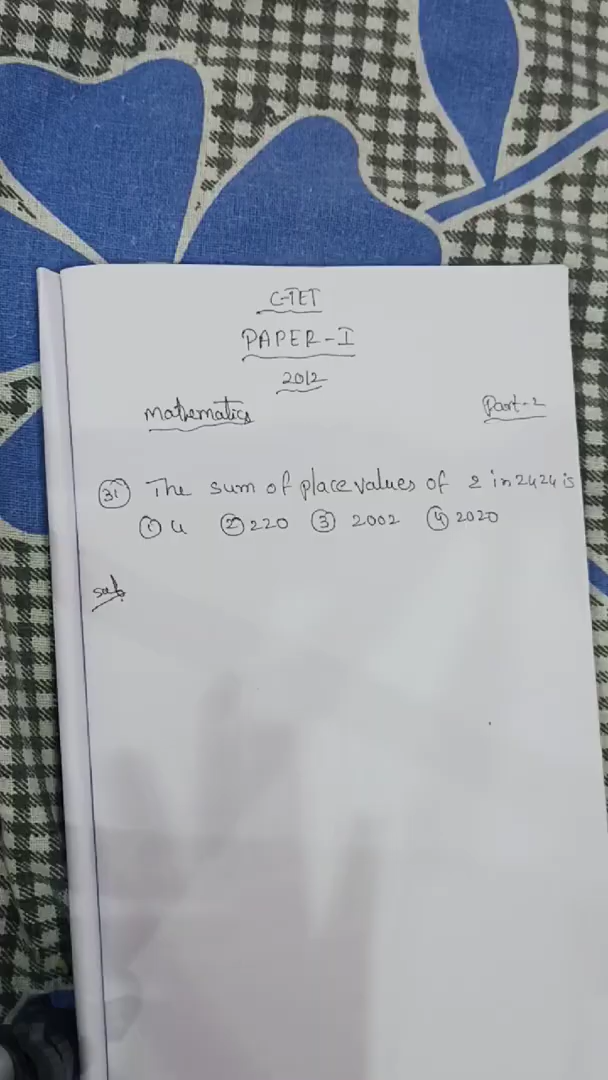 C-TET
PAPER-I
2012
Mathematics
Part-2
31 The sum of place values of 2 in 2424 is
① 4 ② 220 ③ 2002 ④ 2020
Sol